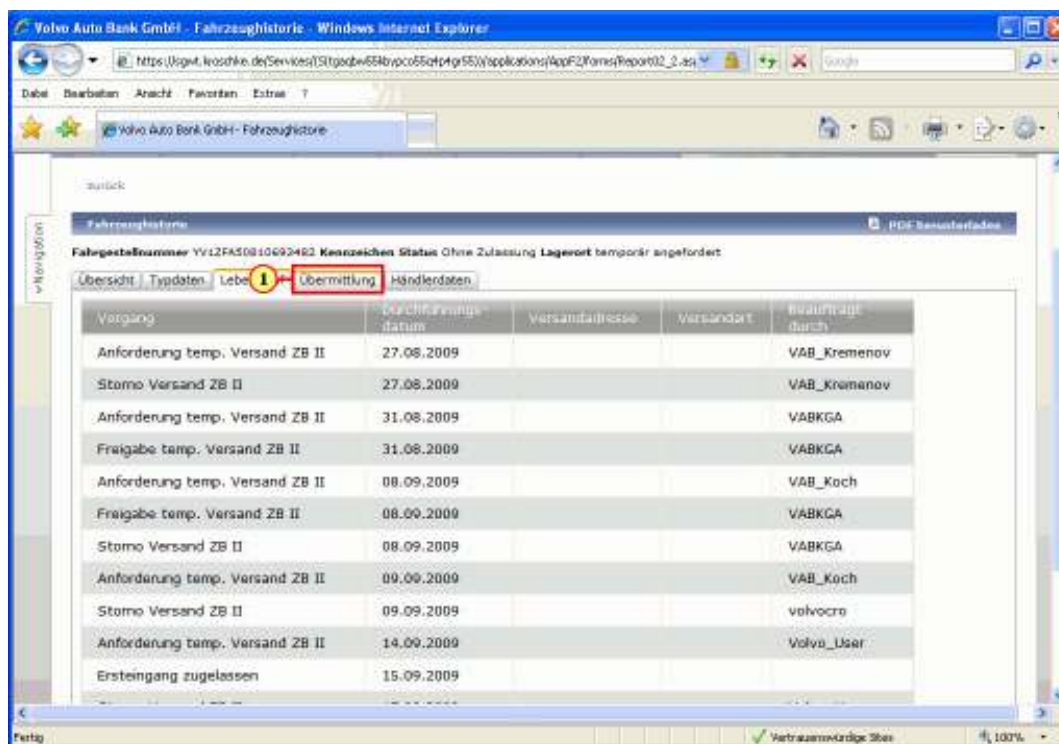 Volvo Auto Bank GmbH - Fahrzeughistorie - Windows Internet Explorer
Google
Datei Bearbeiten Ansicht Favoriten Extras ?
Volvo Auto Bank GmbH - Fahrzeughistorie
zurück
> Navigation
Fahrzeughistorie PDF herunterladen
Fahrgestellnummer Kennzeichen Status Ohne Zulassung Lagerort temporär angefordert
Übersicht Typdaten Lebe 1 Übermittlung Händlerdaten
Vorgang Durchführungs-datum Versandadresse Versandart Beauftragt durch
Anforderung temp. Versand ZB II 27.08.2009 VAB_Kremenov
Storno Versand ZB II 27.08.2009 VAB_Kremenov
Anforderung temp. Versand ZB II 31.08.2009 VABKGA
Freigabe temp. Versand ZB II 31.08.2009 VABKGA
Anforderung temp. Versand ZB II 08.09.2009 VAB_Koch
Freigabe temp. Versand ZB II 08.09.2009 VABKGA
Storno Versand ZB II 08.09.2009 VABKGA
Anforderung temp. Versand ZB II 09.09.2009 VAB_Koch
Storno Versand ZB II 09.09.2009 volvocro
Anforderung temp. Versand ZB II 14.09.2009 Volvo_User
Ersteingang zugelassen 15.09.2009
Fertig Vertrauenswürdige Sites 100%